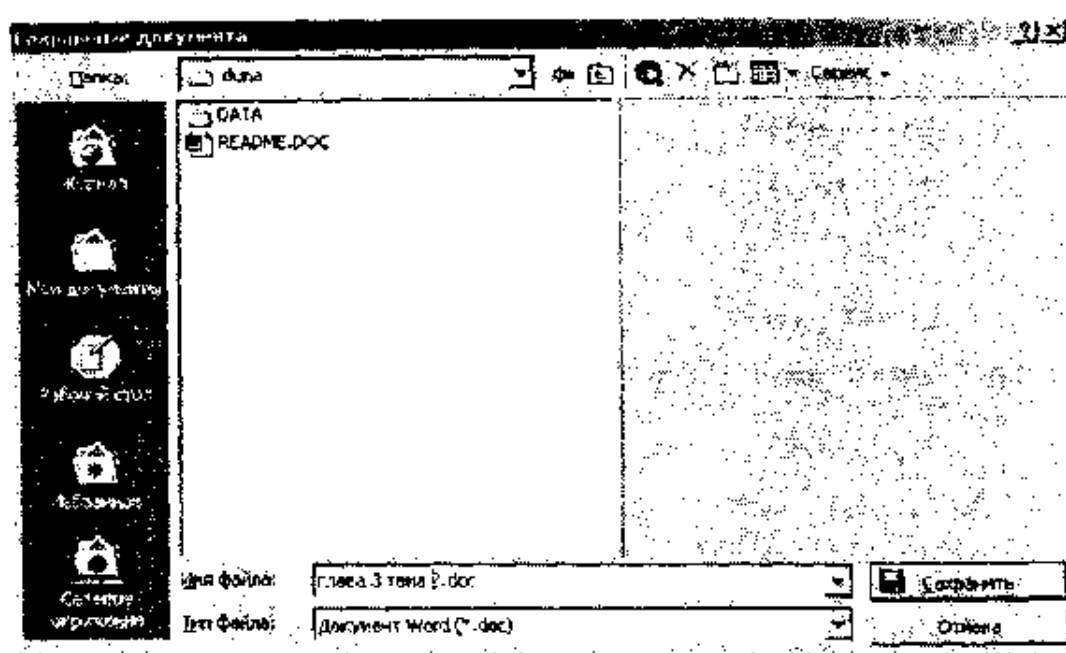 Сохранение документа
Папка: duna Сервис
DATA
README.DOC
Журнал
Мои документы
Рабочий стол
Избранное
Имя файла: глава 3 тема .doc Сохранить
Тип файла: Документ Word (*.doc) Отмена